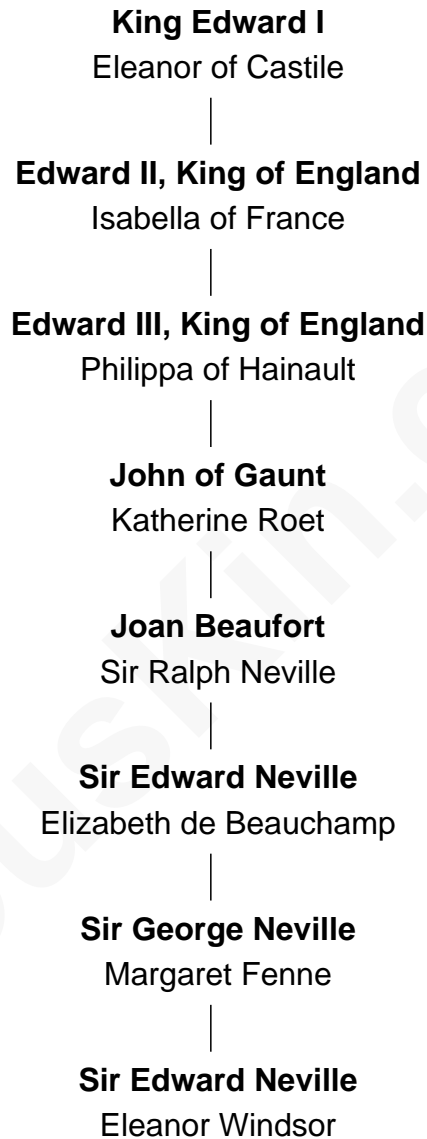 King Edward I
Eleanor of Castile
Edward II, King of England
Isabella of France
Edward III, King of England
Philippa of Hainault
John of Gaunt
Katherine Roet
Joan Beaufort
Sir Ralph Neville
Sir Edward Neville
Elizabeth de Beauchamp
Sir George Neville
Margaret Fenne
Sir Edward Neville
Eleanor Windsor